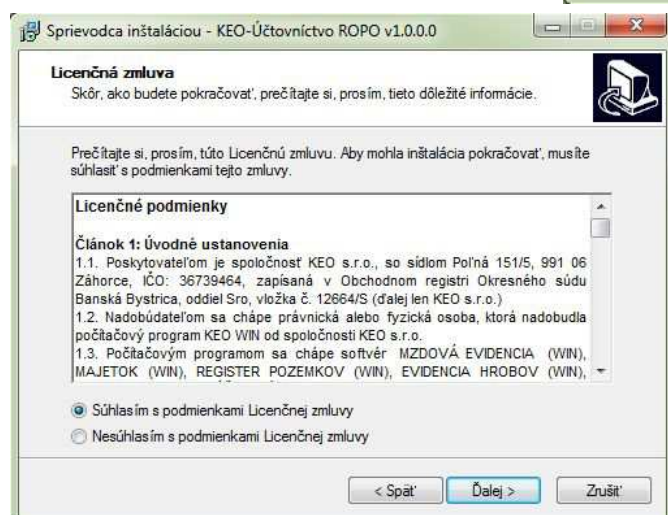 Sprievodca inštaláciou - KEO-Účtovníctvo ROPO v1.0.0.0
Licenčná zmluva
Skôr, ako budete pokračovať, prečítajte si, prosím, tieto dôležité informácie.
Prečítajte si, prosím, túto Licenčnú zmluvu. Aby mohla inštalácia pokračovať, musíte
súhlasiť s podmienkami tejto zmluvy.
Licenčné podmienky
Článok 1: Úvodné ustanovenia
1.1. Poskytovateľom je spoločnosť KEO s.r.o., so sídlom Poľná 151/5, 991 06
Záhorce, IČO: 36739464, zapísaná v Obchodnom registri Okresného súdu
Banská Bystrica, oddiel Sro, vložka č. 12664/S (ďalej len KEO s.r.o.)
1.2. Nadobúdateľom sa chápe právnická alebo fyzická osoba, ktorá nadobudla
počítačový program KEO WIN od spoločnosti KEO s.r.o.
1.3. Počítačovým programom sa chápe softvér MZDOVÁ EVIDENCIA (WIN),
MAJETOK (WIN), REGISTER POZEMKOV (WIN), EVIDENCIA HROBOV (WIN),
Súhlasím s podmienkami Licenčnej zmluvy
Nesúhlasím s podmienkami Licenčnej zmluvy
< Späť Ďalej > Zrušiť